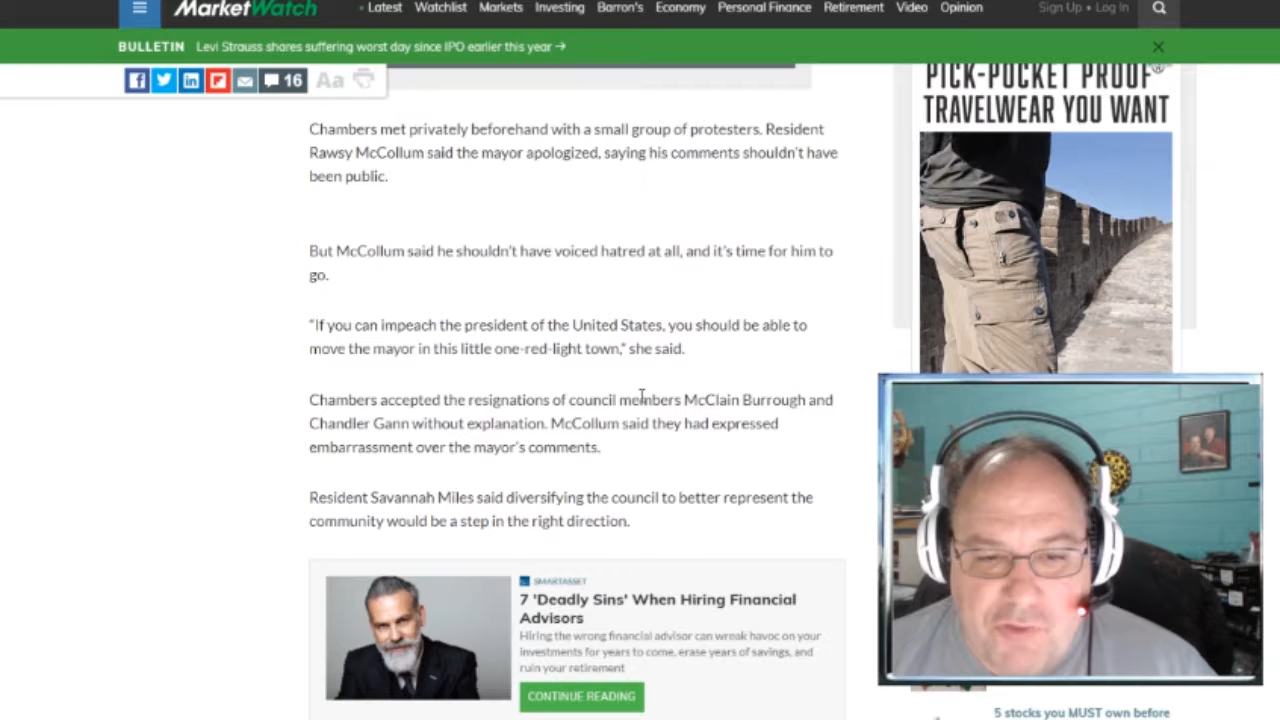 MarketWatch
Latest Watchlist Markets Investing Barron's Economy Personal Finance Retirement Video Opinion
Sign Up • Log In
BULLETIN Levi Strauss shares suffering worst day since IPO earlier this year →
16 Aa
Chambers met privately beforehand with a small group of protesters. Resident
Rawsy McCollum said the mayor apologized, saying his comments shouldn't have
been public.
But McCollum said he shouldn't have voiced hatred at all, and it's time for him to
go.
“If you can impeach the president of the United States, you should be able to
move the mayor in this little one-red-light town,” she said.
Chambers accepted the resignations of council members McClain Burrough and
Chandler Gann without explanation. McCollum said they had expressed
embarrassment over the mayor's comments.
Resident Savannah Miles said diversifying the council to better represent the
community would be a step in the right direction.
SMARTASSET
7 'Deadly Sins' When Hiring Financial
Advisors
Hiring the wrong financial advisor can wreak havoc on your
investments for years to come, erase years of savings, and
ruin your retirement
CONTINUE READING
PICK-POCKET PROOF
TRAVELWEAR YOU WANT
5 stocks you MUST own before